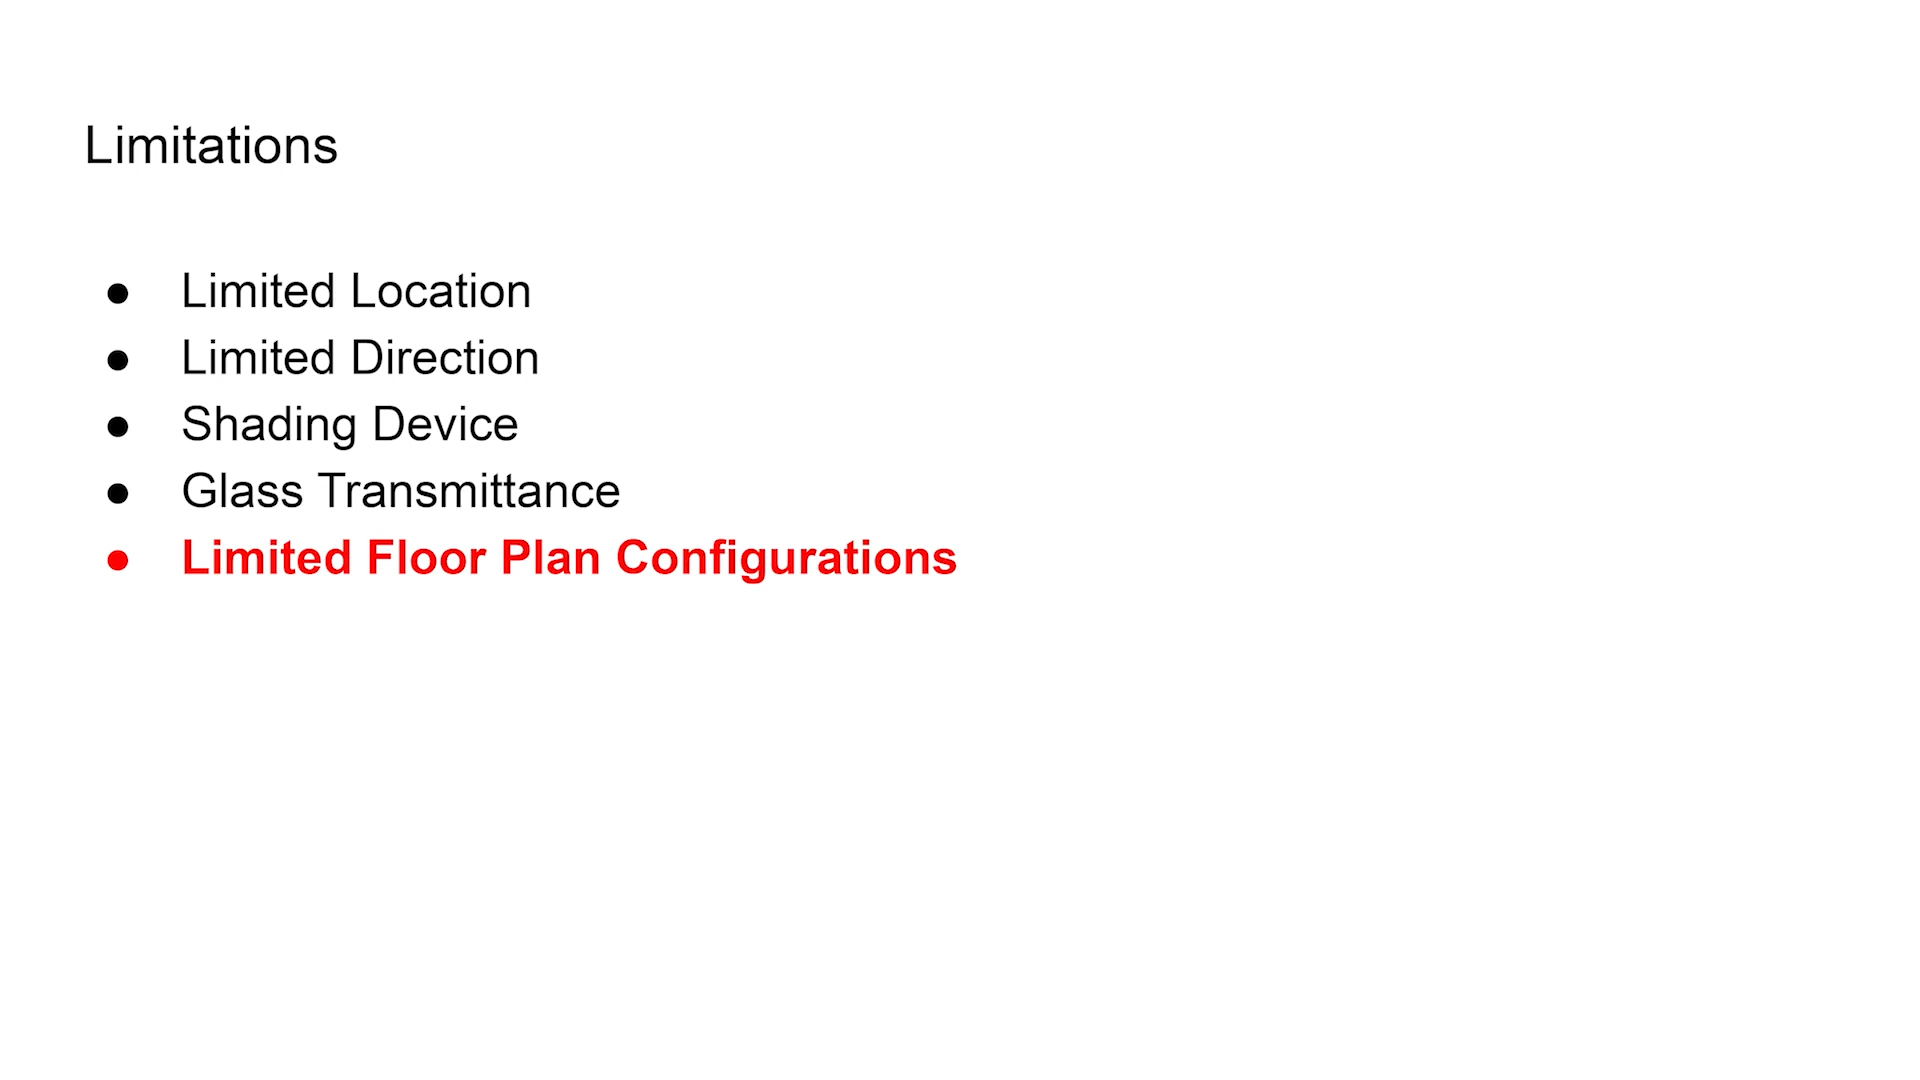 Limitations
● Limited Location
● Limited Direction
● Shading Device
● Glass Transmittance
● Limited Floor Plan Configurations